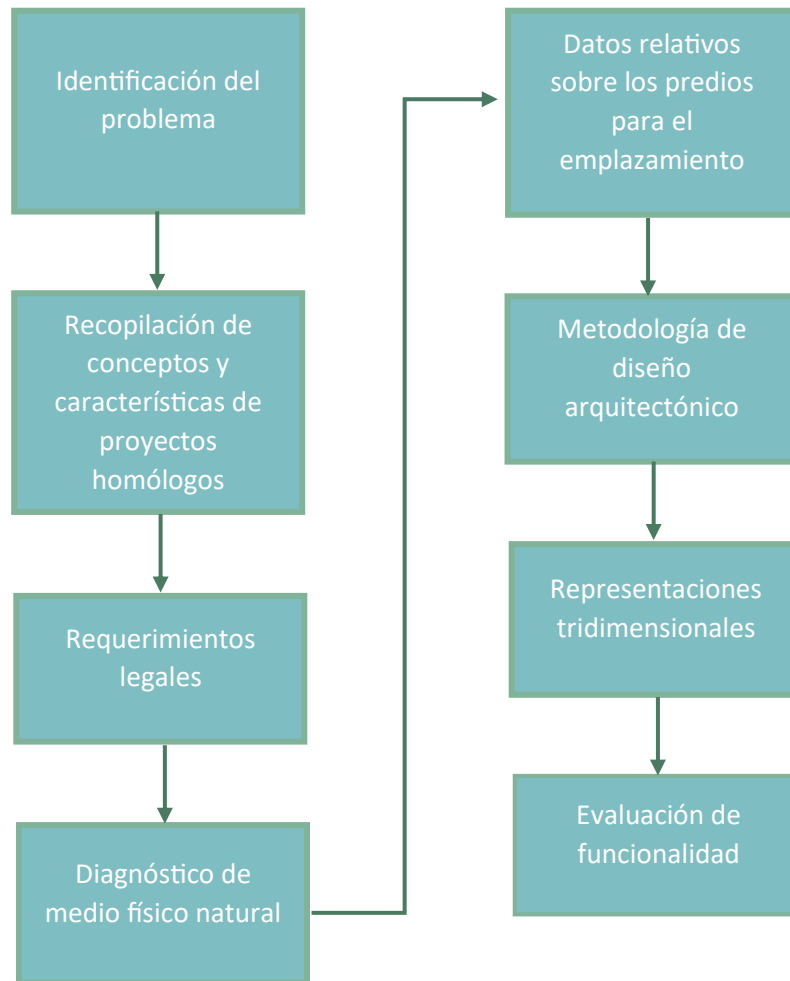 Identificación del
problema
Recopilación de
conceptos y
característísticas de
proyectos
homólogos
Requerimientos
legales
Diagnóstico de
medio físico natural
Datos relativos
sobre los predios
para el
emplazamiento
Metodología de
diseño
arquitectónico
Representaciones
tridimensionales
Evaluación de
funcionalidad